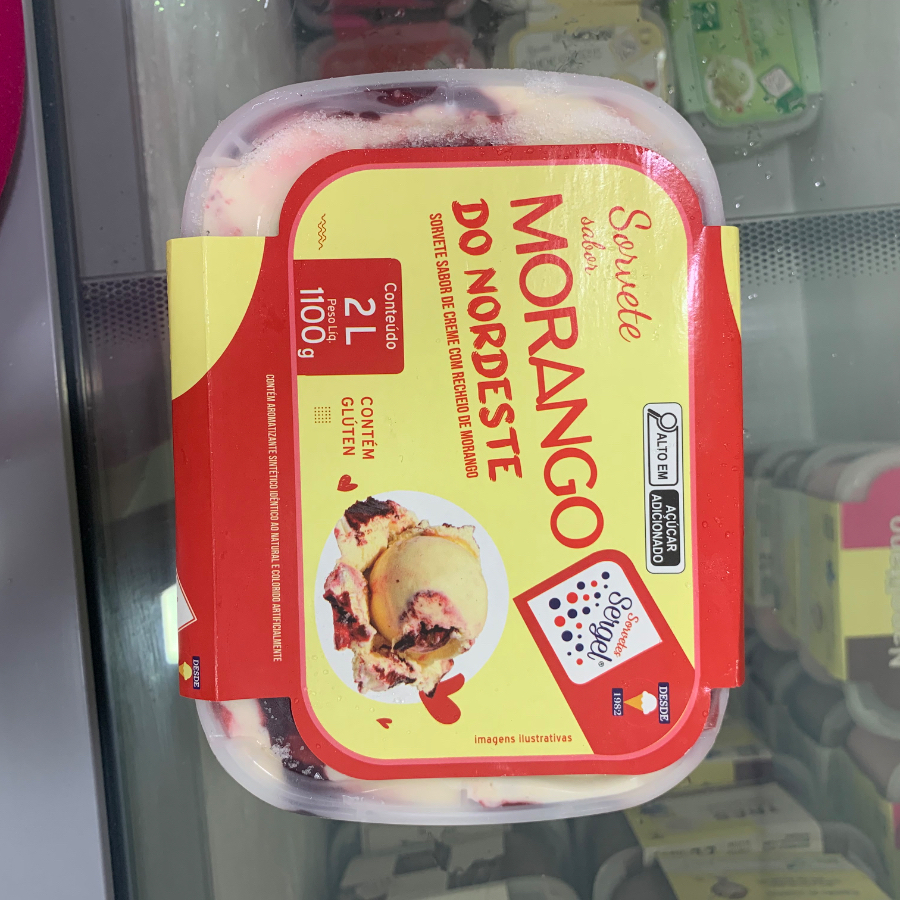 Sorvete
sabor
MORANGO
DO NORDESTE
SORVETE SABOR DE CREME COM RECHEIO DE MORANGO
ALTO EM
AÇÚCAR
ADICIONADO
Sorvetes
Sergel®
DESDE
1982
Conteúdo
2 L
Peso Líq.
1100g
CONTÉM
GLÚTEN
imagens ilustrativas
CONTÉM AROMATIZANTE SINTÉTICO IDÊNTICO AO NATURAL E COLORIDO ARTIFICIALMENTE
DESDE